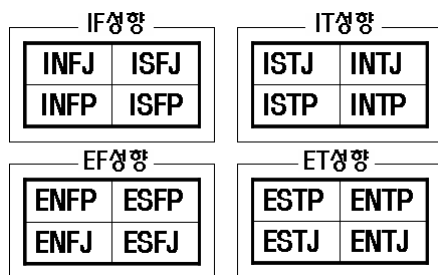 IF성향 IT성향
INFJ ISFJ ISTJ INTJ
INFP ISFP ISTP INTP
EF성향 ET성향
ENFP ESFP ESTP ENTP
ENFJ ESFJ ESTJ ENTJ